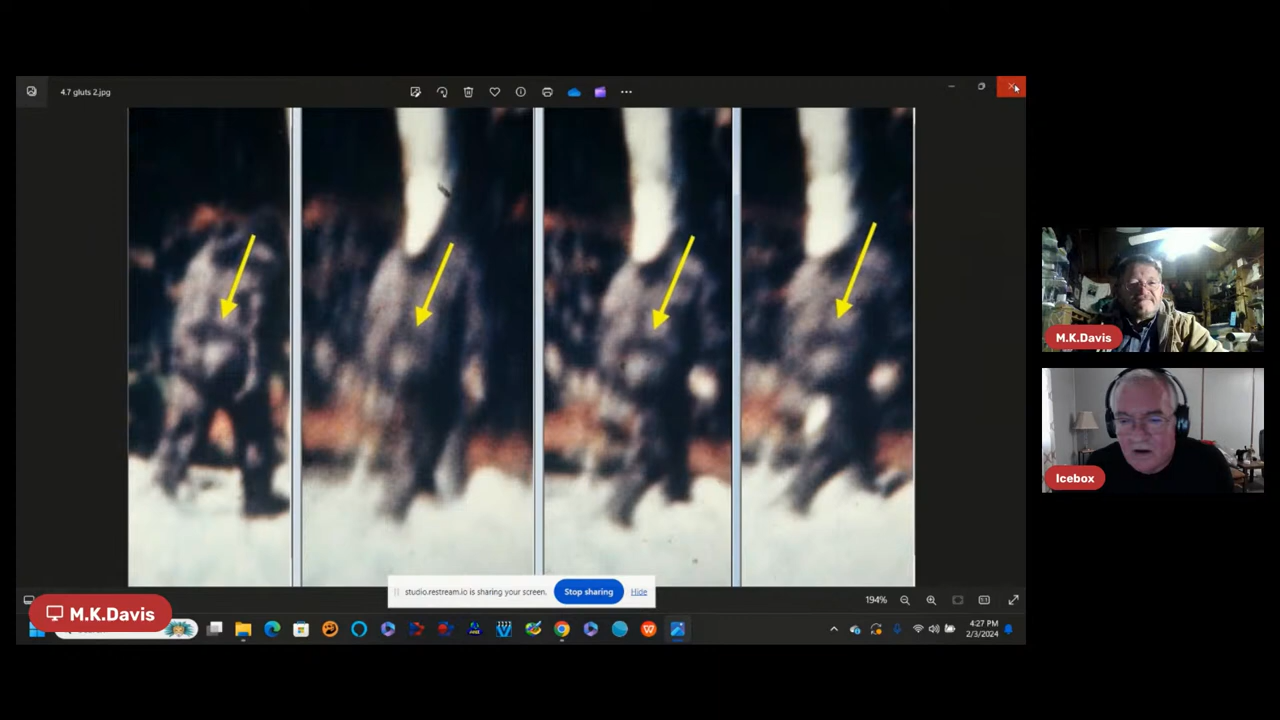 4.7 gluts 2.jpg
M.K.Davis
Icebox
studio.restream.io is sharing your screen.
Stop sharing
Hide
194%
M.K.Davis
4:27 PM
2/3/2024